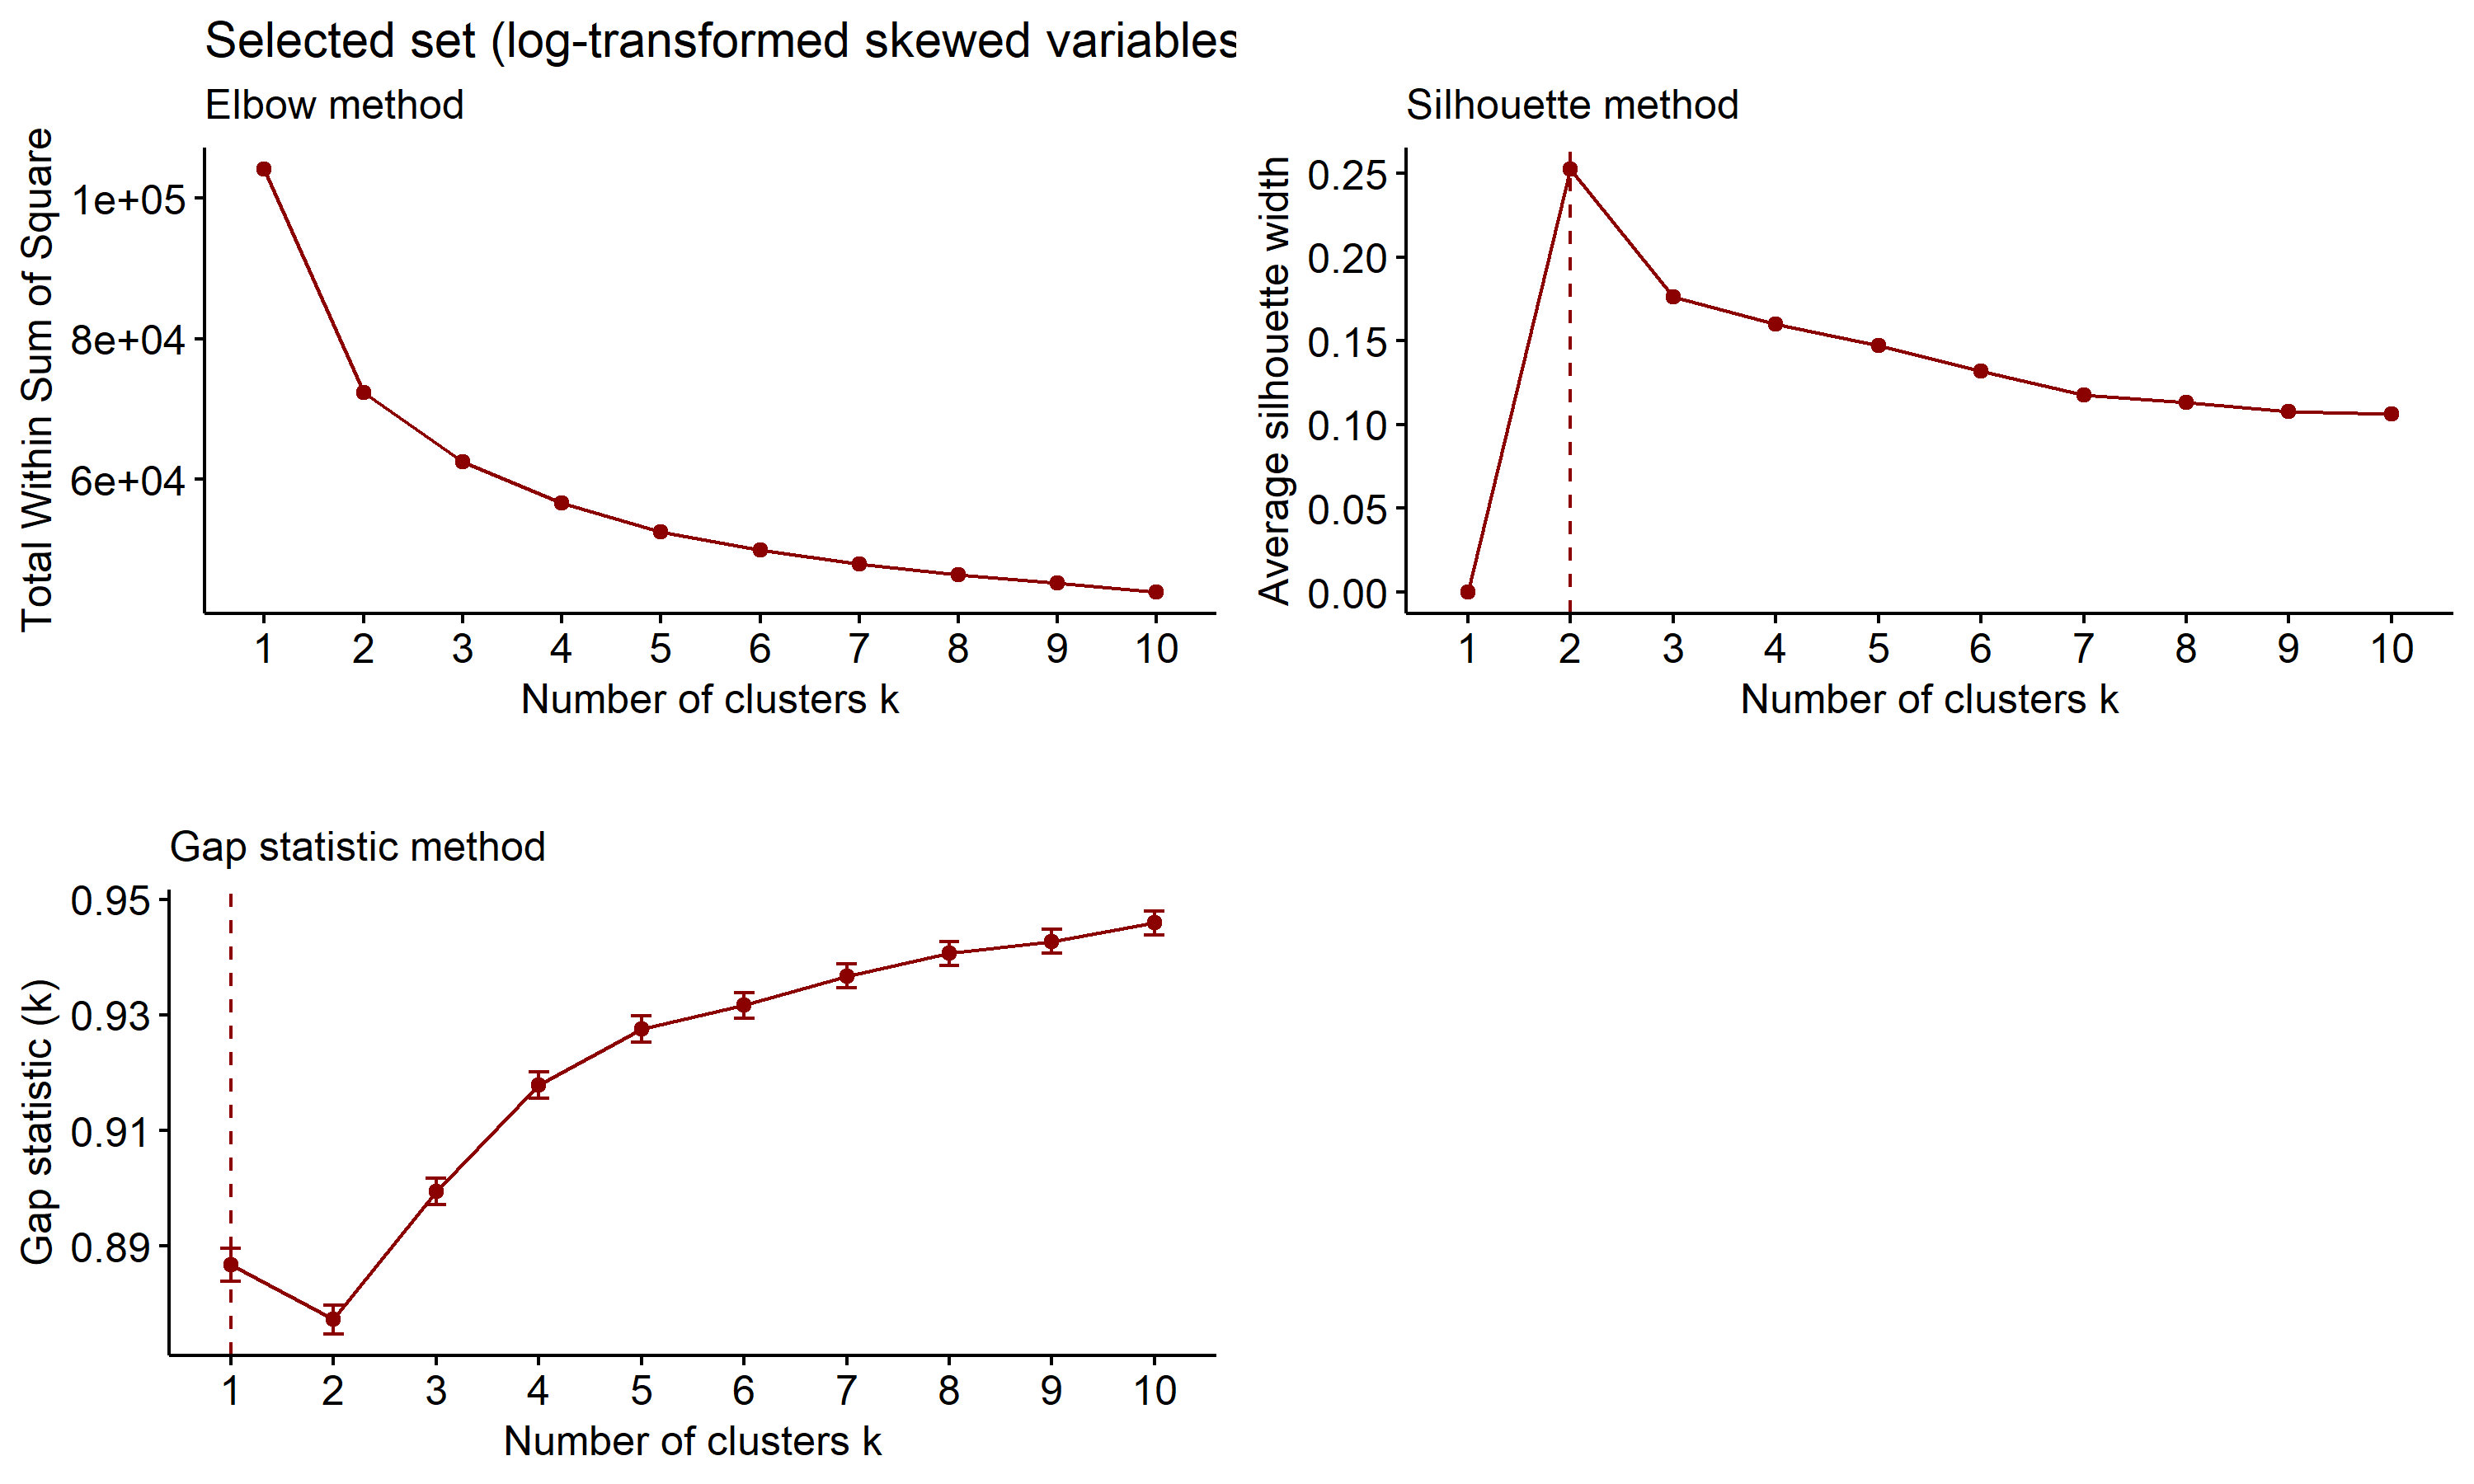 Selected set (log-transformed skewed variables
Elbow method
Total Within Sum of Square
1e+05
8e+04
6e+04
1 2 3 4 5 6 7 8 9 10
Number of clusters k
Silhouette method
Average silhouette width
0.25
0.20
0.15
0.10
0.05
0.00
1 2 3 4 5 6 7 8 9 10
Number of clusters k
Gap statistic method
Gap statistic (k)
0.95
0.93
0.91
0.89
1 2 3 4 5 6 7 8 9 10
Number of clusters k